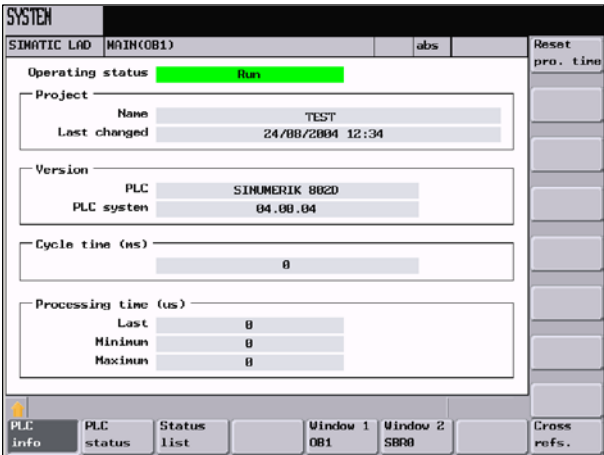 SYSTEM
SIMATIC LAD MAIN(OB1) abs
Reset
pro. time
Operating status Run
Project
Name TEST
Last changed 24/08/2004 12:34
Version
PLC SINUMERIK 802D
PLC system 04.00.04
Cycle time (ms)
0
Processing time (us)
Last 0
Minimum 0
Maximum 0
PLC
info
PLC
status
Status
list
Window 1
OB1
Window 2
SBR0
Cross
refs.